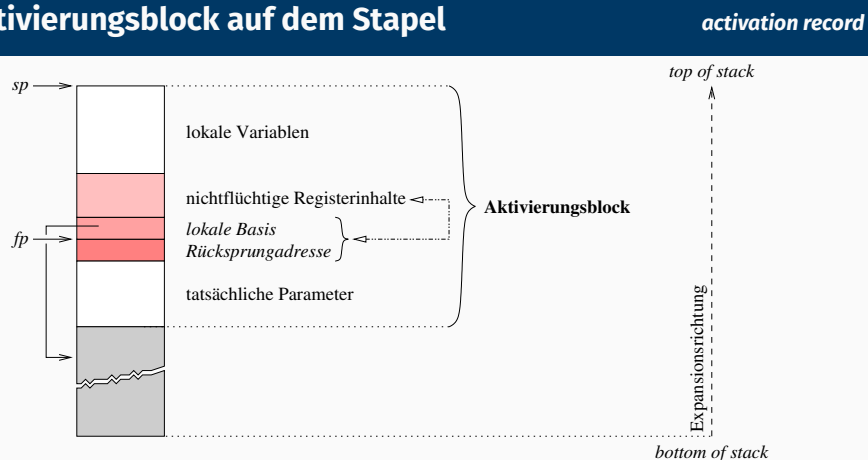 tivierungsblock auf dem Stapel
activation record
top of stack
sp
lokale Variablen
nichtflüchtige Registerinhalte
Aktivierungsblock
lokale Basis
fp
Rücksprungadresse
tatsächliche Parameter
Expansionsrichtung
bottom of stack